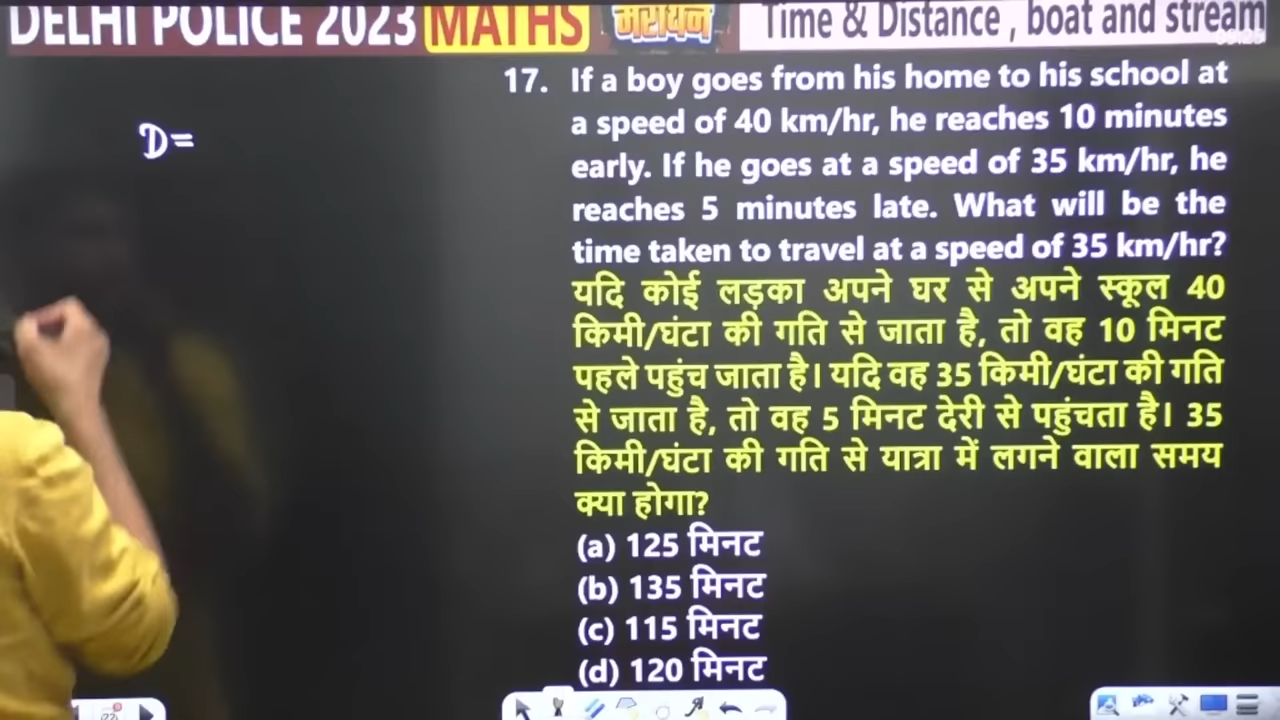 DELHI POLICE 2023 MATHS मैराथन Time & Distance , boat and stream
17. If a boy goes from his home to his school at
a speed of 40 km/hr, he reaches 10 minutes
early. If he goes at a speed of 35 km/hr, he
reaches 5 minutes late. What will be the
time taken to travel at a speed of 35 km/hr?
D=
यदि कोई लड़का अपने घर से अपने स्कूल 40
किमी/घंटा की गति से जाता है, तो वह 10 मिनट
पहले पहुंच जाता है। यदि वह 35 किमी/घंटा की गति
से जाता है, तो वह 5 मिनट देरी से पहुंचता है। 35
किमी/घंटा की गति से यात्रा में लगने वाला समय
क्या होगा?
(a) 125 मिनट
(b) 135 मिनट
(c) 115 मिनट
(d) 120 मिनट